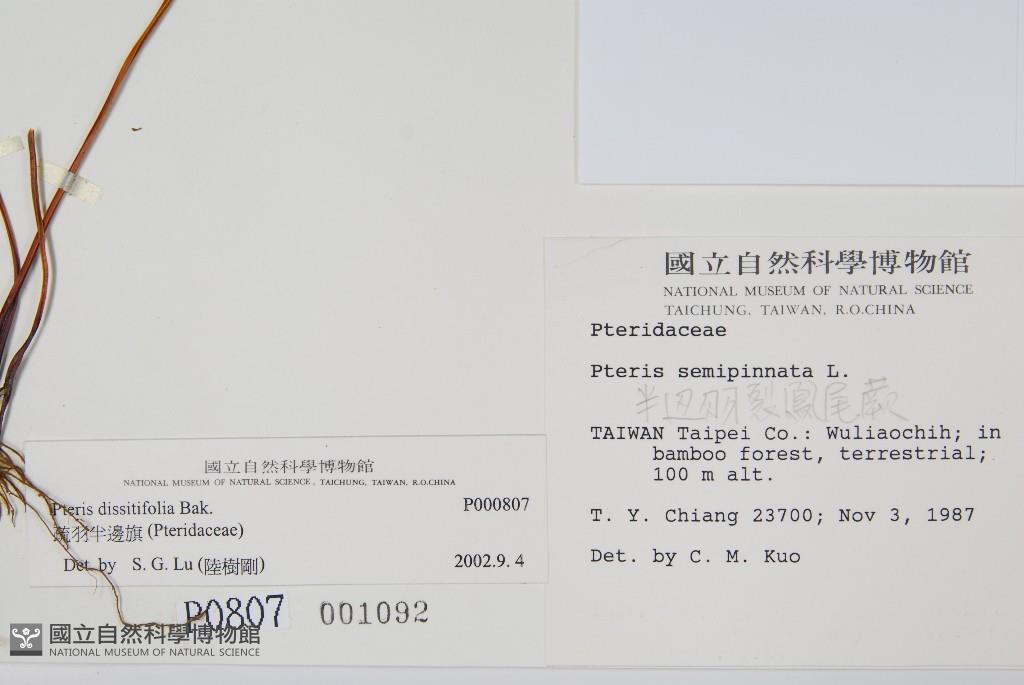 國立自然科學博物館
NATIONAL MUSEUM OF NATURAL SCIENCE
TAICHUNG, TAIWAN, R.O.CHINA
Pteridaceae
Pteris semipinnata L.
半边羽裂鳳尾蕨
TAIWAN Taipei Co.: Wuliaochih; in
bamboo forest, terrestrial;
100 m alt.
T. Y. Chiang 23700; Nov 3, 1987
Det. by C. M. Kuo
國立自然科學博物館
NATIONAL MUSEUM OF NATURAL SCIENCE, TAICHUNG, TAIWAN, R.O.CHINA
Pteris dissitifolia Bak. P000807
疏羽半邊旗 (Pteridaceae)
Det. by S. G. Lu (陸樹剛) 2002.9.4
P0807 001092
國立自然科學博物館
NATIONAL MUSEUM OF NATURAL SCIENCE